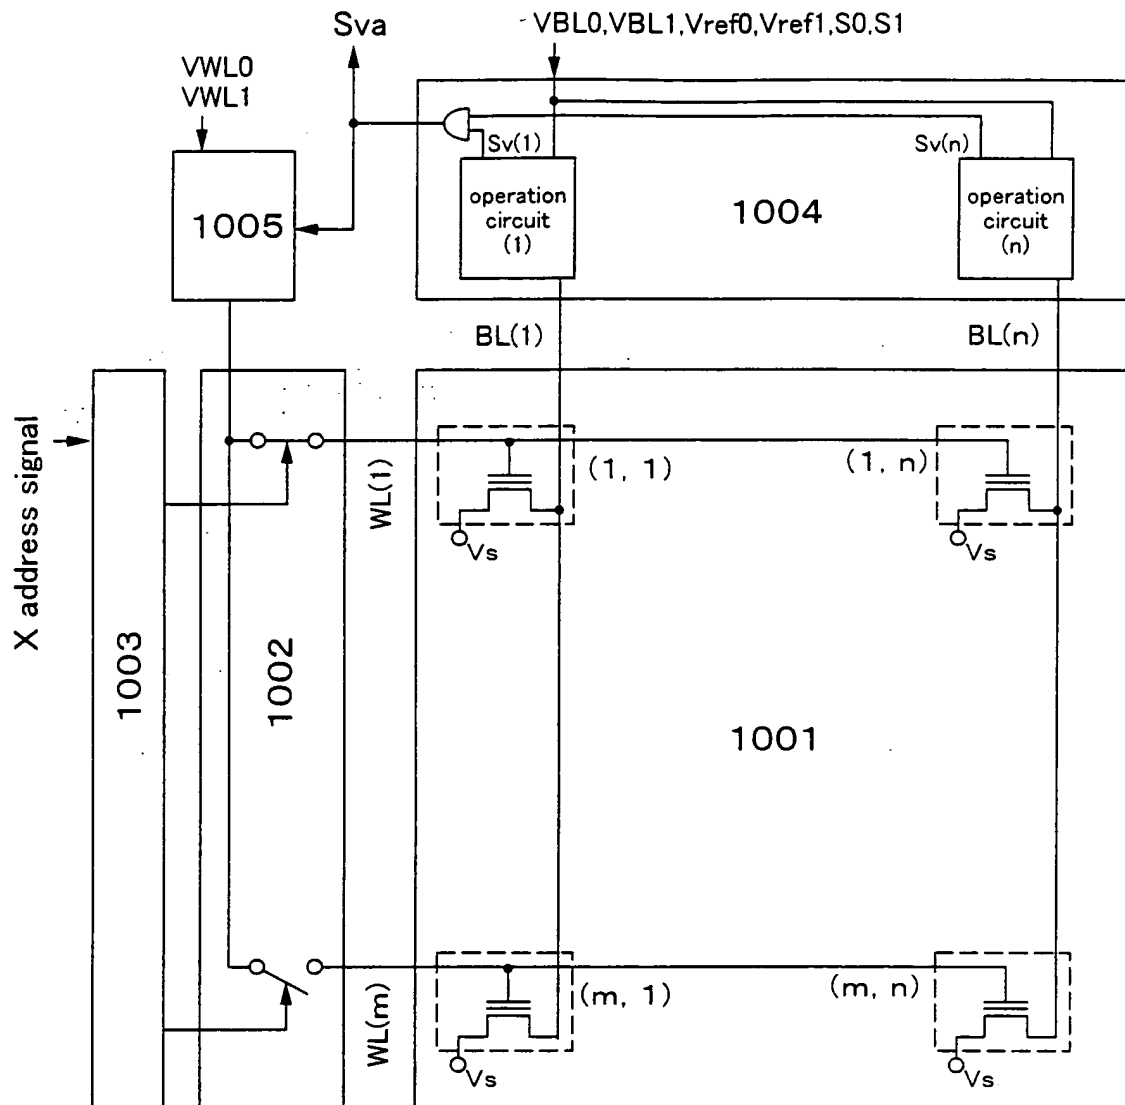 Sva
VBL0,VBL1,Vref0,Vref1,S0,S1
VWL0
VWL1
Sv(1)
Sv(n)
1005
operation
circuit
(1)
1004
operation
circuit
(n)
BL(1)
BL(n)
X address signal
WL(1)
(1, 1)
(1, n)
Vs
Vs
1003
1002
1001
WL(m)
(m, 1)
(m, n)
Vs
Vs